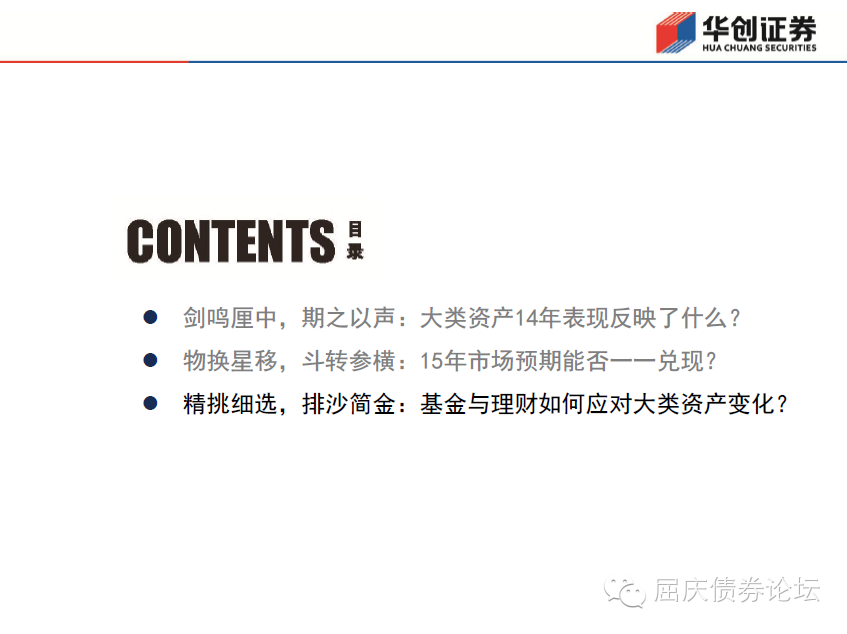 华创证券
HUA CHUANG SECURITIES
CONTENTS 目录
剑鸣厘中，期之以声：大类资产14年表现反映了什么？
物换星移，斗转参横：15年市场预期能否一一兑现？
精挑细选，排沙简金：基金与理财如何应对大类资产变化？
屈庆债券论坛